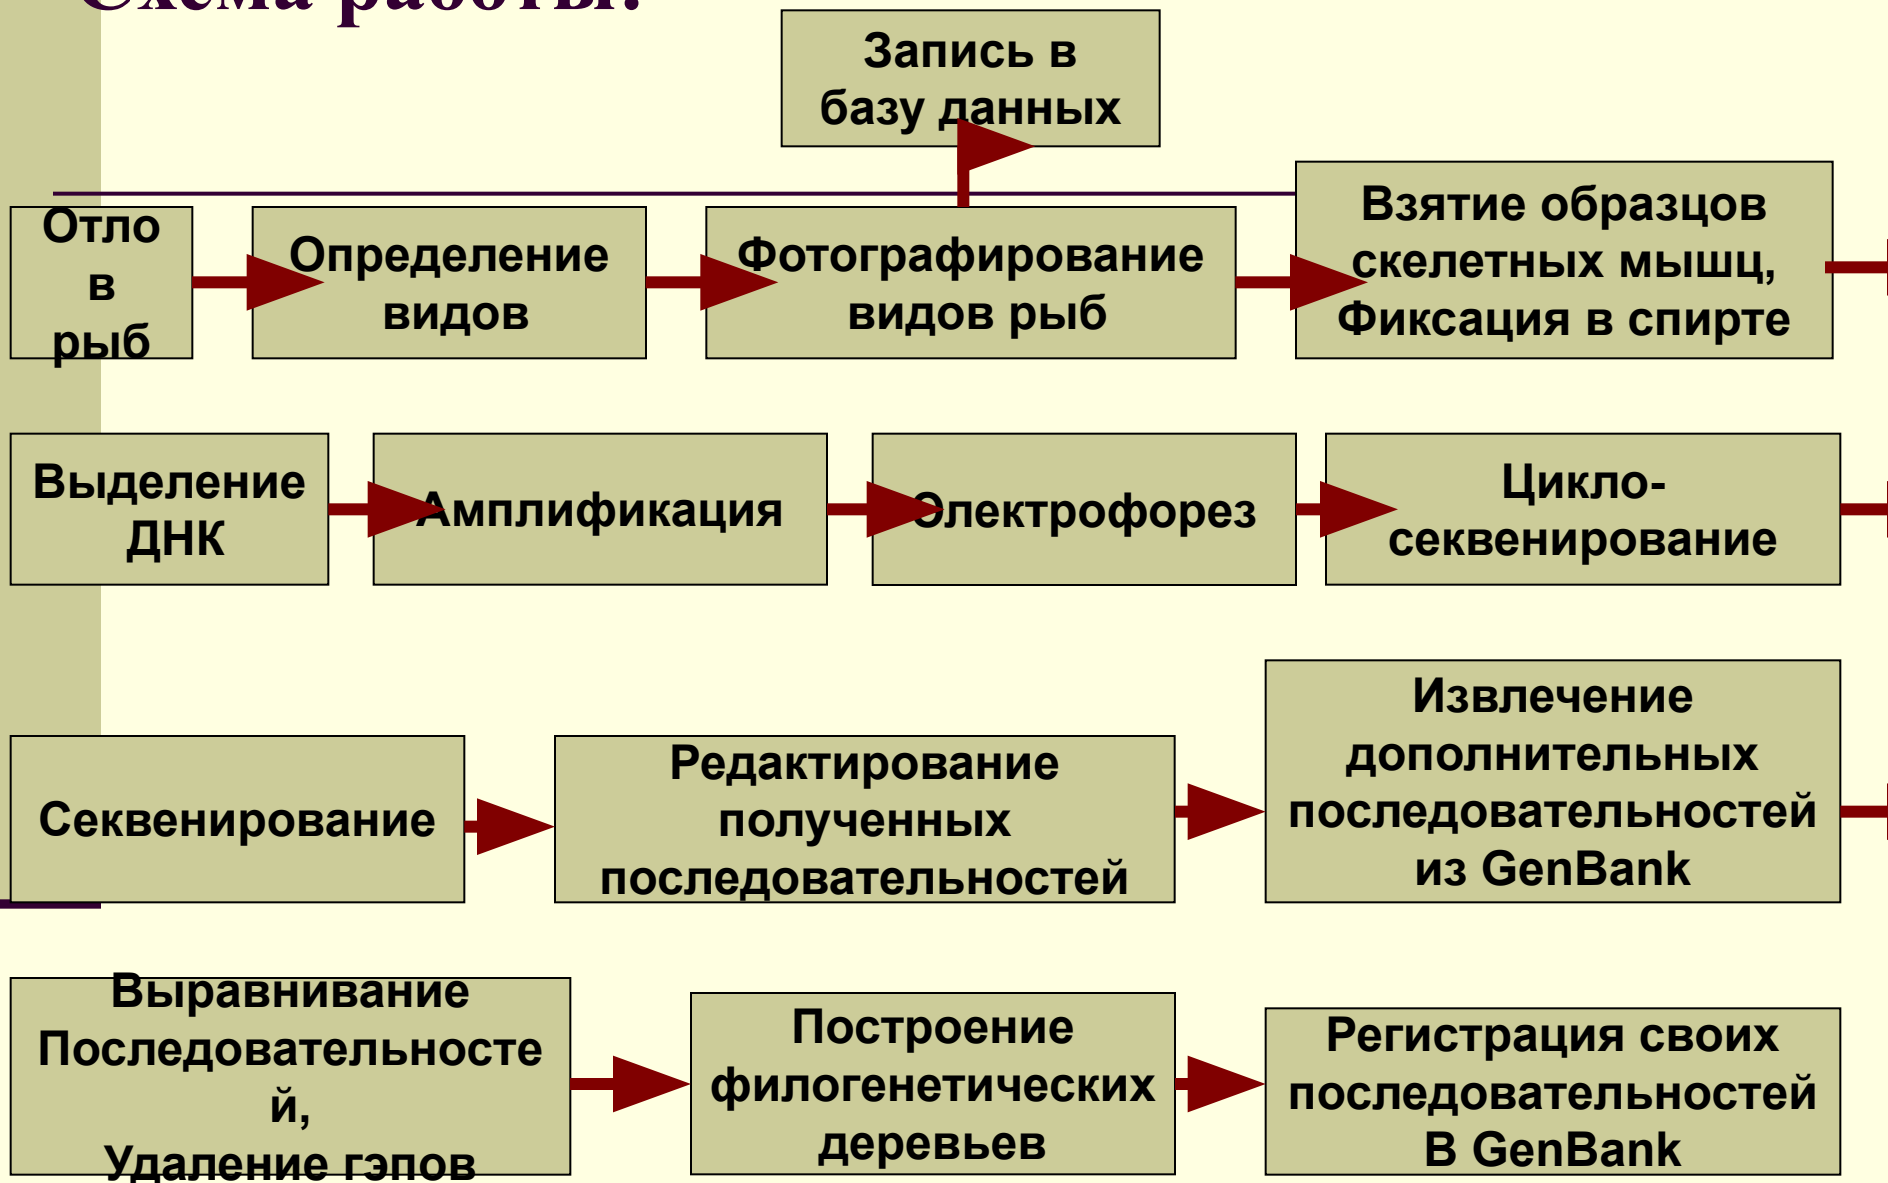 Схема работы:
Запись в
базу данных
Отло
в
рыб
Определение
видов
Фотографирование
видов рыб
Взятие образцов
скелетных мышц,
Фиксация в спирте
Выделение
ДНК
Амплификация
Электрофорез
Цикло-
секвенирование
Секвенирование
Редактирование
полученных
последовательностей
Извлечение
дополнительных
последовательностей
из GenBank
Выравнивание
Последовательносте
й,
Удаление гэпов
Построение
филогенетических
деревьев
Регистрация своих
последовательностей
В GenBank